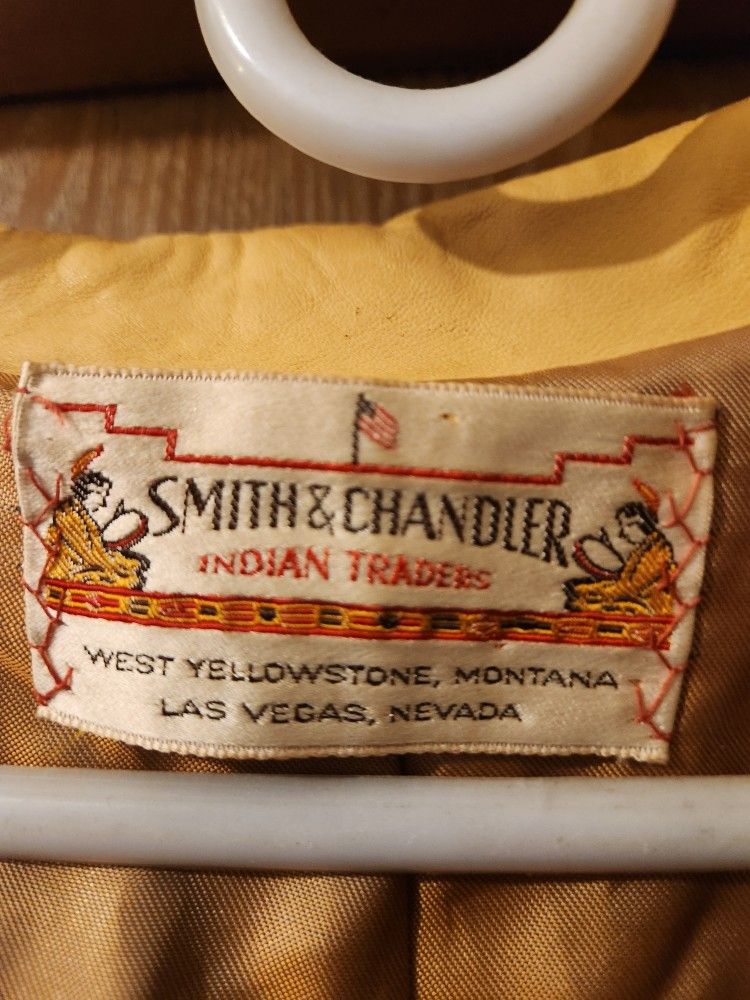 SMITH & CHANDLER
INDIAN TRADERS
WEST YELLOWSTONE, MONTANA
LAS VEGAS, NEVADA